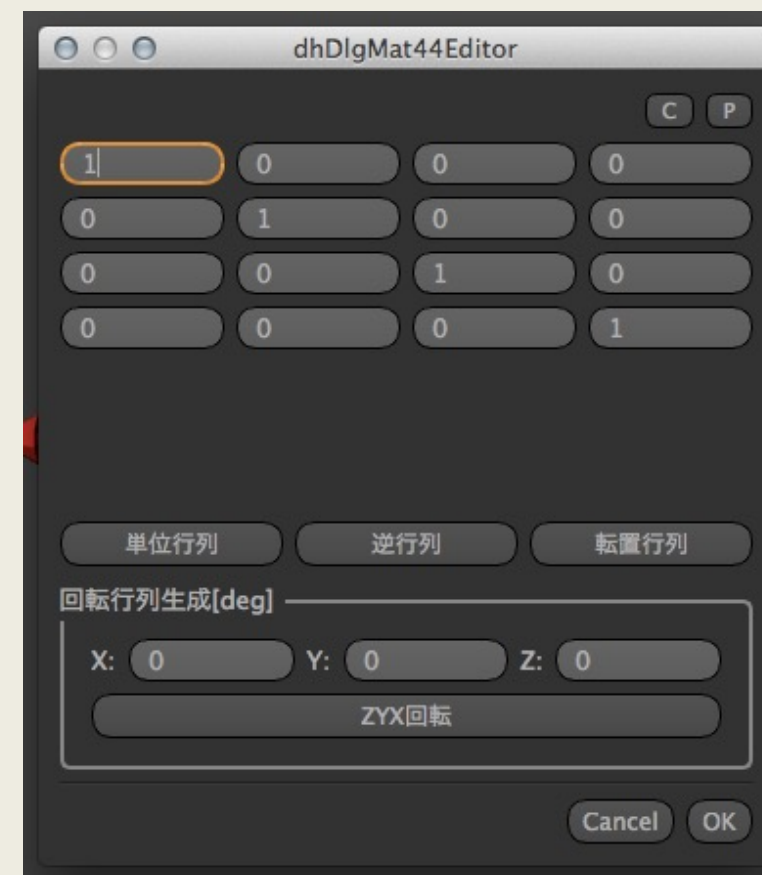 dhDlgMat44Editor
C P
1 0 0 0
0 1 0 0
0 0 1 0
0 0 0 1
単位行列 逆行列 転置行列
回転行列生成[deg]
X: 0 Y: 0 Z: 0
ZYX回転
Cancel OK